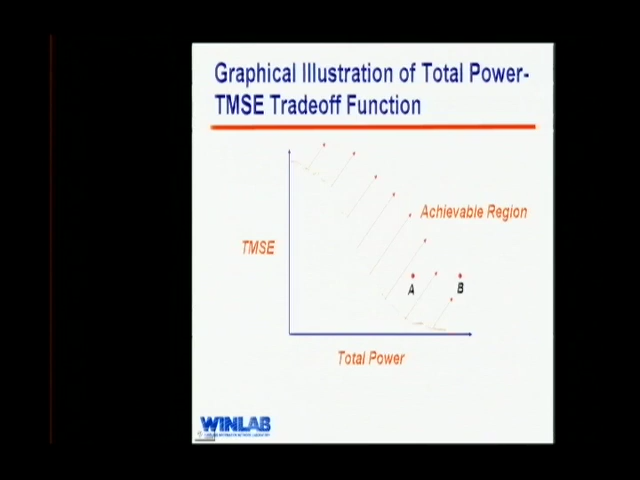 Graphical Illustration of Total Power-
TMSE Tradeoff Function
Achievable Region
TMSE
A
B
Total Power
WINLAB